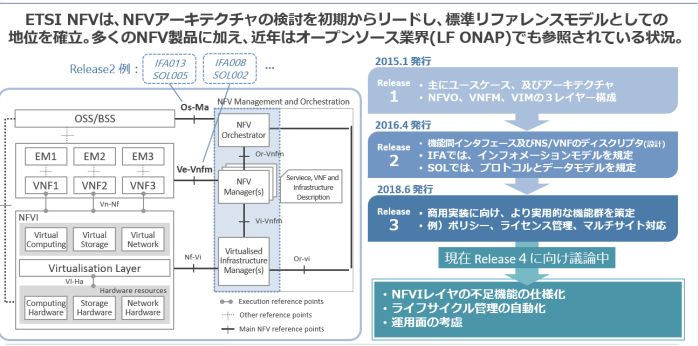 ETSI NFVは、NFVアーキテクチャの検討を初期からリードし、標準リファレンスモデルとしての
地位を確立。多くのNFV製品に加え、近年はオープンソース業界(LF ONAP)でも参照されている状況。
Release2 例：
IFA013
SOL005
IFA008
SOL002
…
Os-Ma
NFV Management and Orchestration
OSS/BSS
NFV
Orchestrator
Or-Vnfm
EM1
EM2
EM3
Ve-Vnfm
VNF1
VNF2
VNF3
NFV
Manager(s)
Serviece, VNF and
Infrastructure
Description
Vn-Nf
NFVI
Vi-Vnfm
Virtual
Computing
Virtual
Storage
Virtual
Network
Nf-Vi
Virtualised
Infrastructure
Manager(s)
Or-vi
Virtualisation Layer
VI-Ha
Hardware resources
Computing
Hardware
Storage
Hardware
Network
Hardware
Execution reference points
Other reference points
Main NFV reference points
2015.1 発行
Release
1
・ 主にユースケース、及びアーキテクチャ
・ NFVO、VNFM、VIMの３レイヤー構成
2016.4 発行
Release
2
・ 機能間インタフェース及びNS/VNFのディスクリプタ(設計)
・ IFAでは、インフォメーションモデルを規定
・ SOLでは、プロトコルとデータモデルを規定
2018.6 発行
Release
3
・ 商用実装に向け、より実用的な機能群を策定
・ 例）ポリシー、ライセンス管理、マルチサイト対応
現在 Release 4 に向け議論中
・NFVIレイヤの不足機能の仕様化
・ライフサイクル管理の自動化
・運用面の考慮